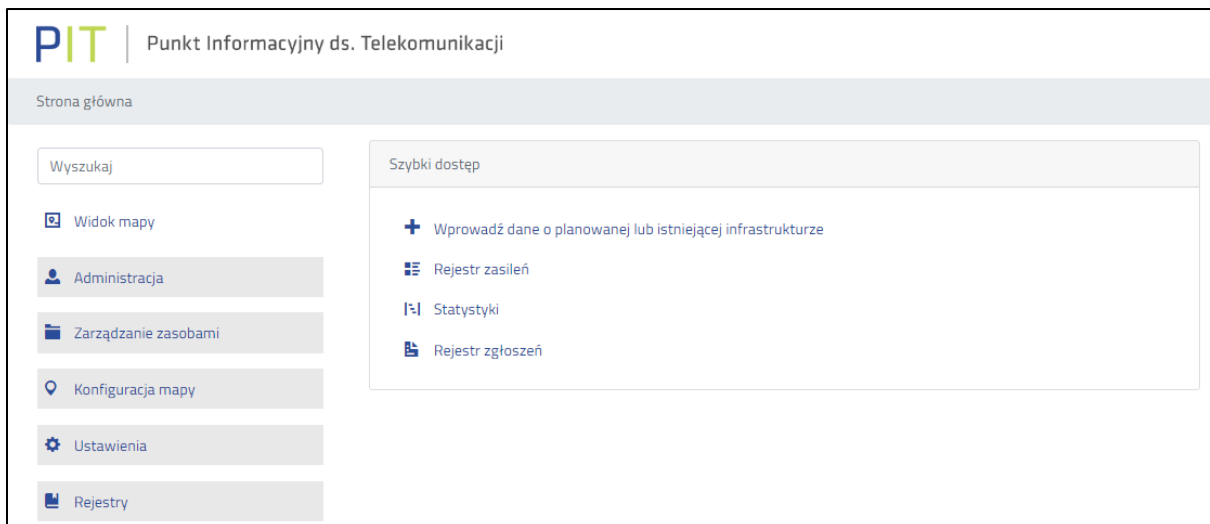 PIT | Punkt Informacyjny ds. Telekomunikacji
Strona główna
Wyszukaj
Widok mapy
Administracja
Zarządzanie zasobami
Konfiguracja mapy
Ustawienia
Rejestry
Szybki dostęp
Wprowadź dane o planowanej lub istniejącej infrastrukturze
Rejestr zasileń
Statystyki
Rejestr zgłoszeń